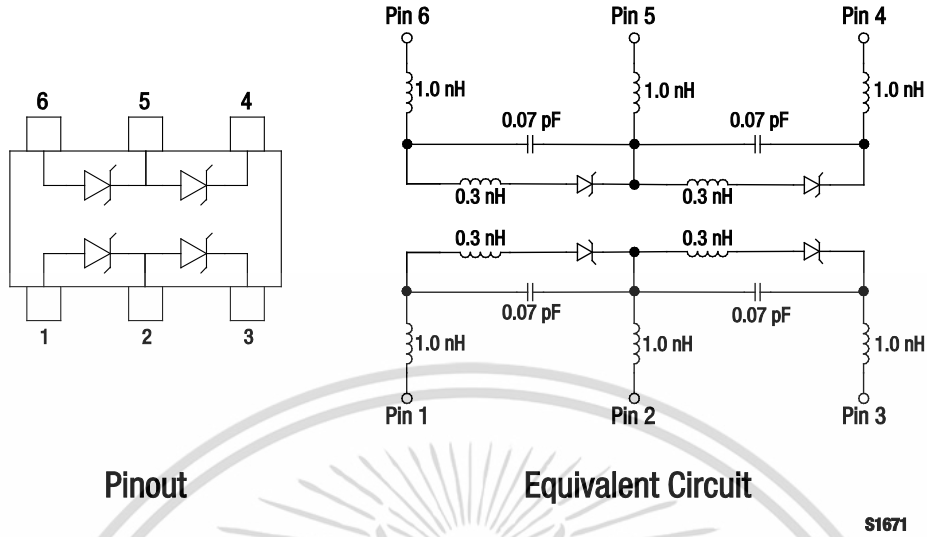 Pin 6 Pin 5 Pin 4
1.0 nH 1.0 nH 1.0 nH
6 5 4
0.07 pF 0.07 pF
0.3 nH 0.3 nH
0.3 nH 0.3 nH
0.07 pF 0.07 pF
1 2 3
1.0 nH 1.0 nH 1.0 nH
Pin 1 Pin 2 Pin 3
Pinout Equivalent Circuit
S1671